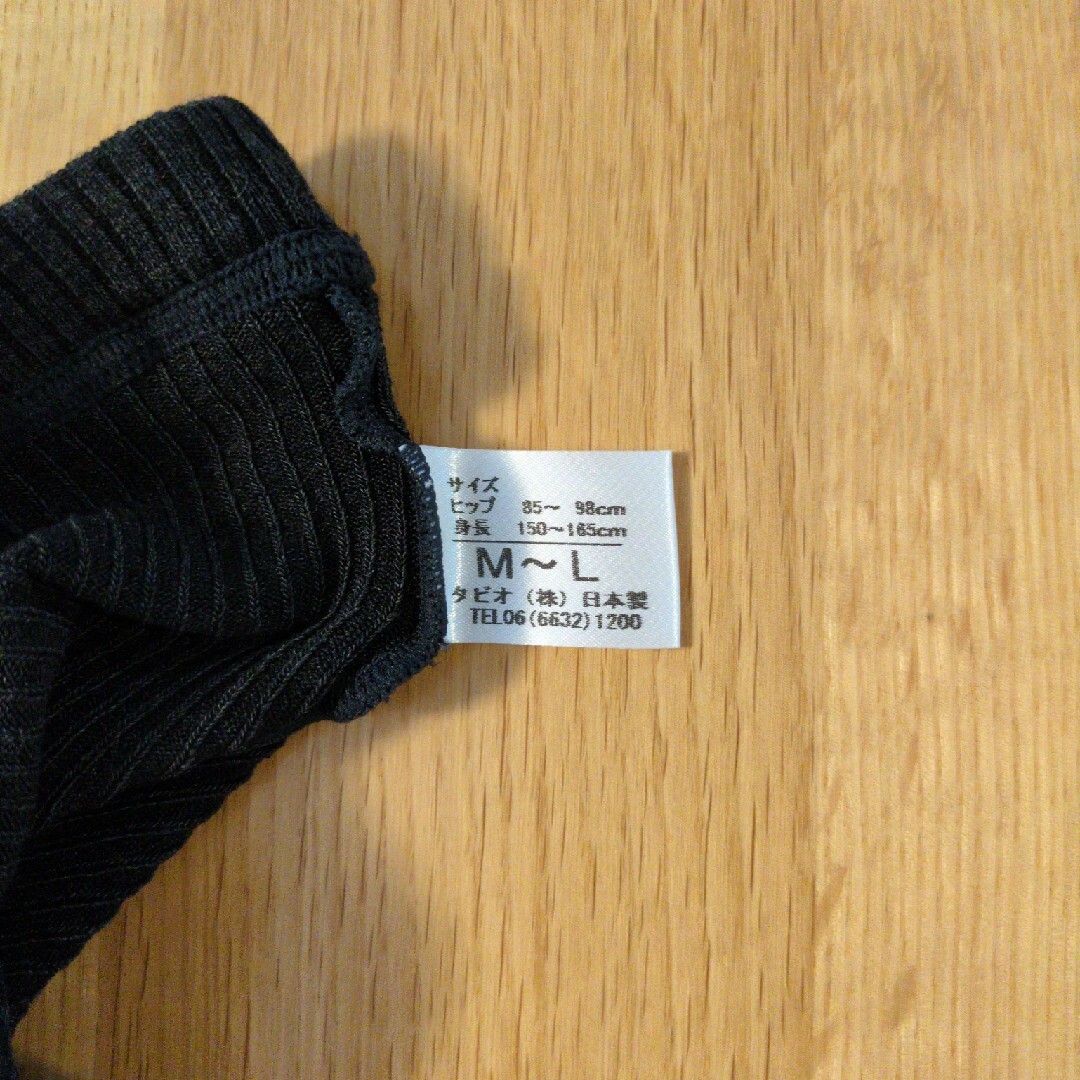 サイズ
ヒップ 85〜 98cm
身長 150〜165cm
M〜L
タビオ(株)日本製
TEL06(6632)1200